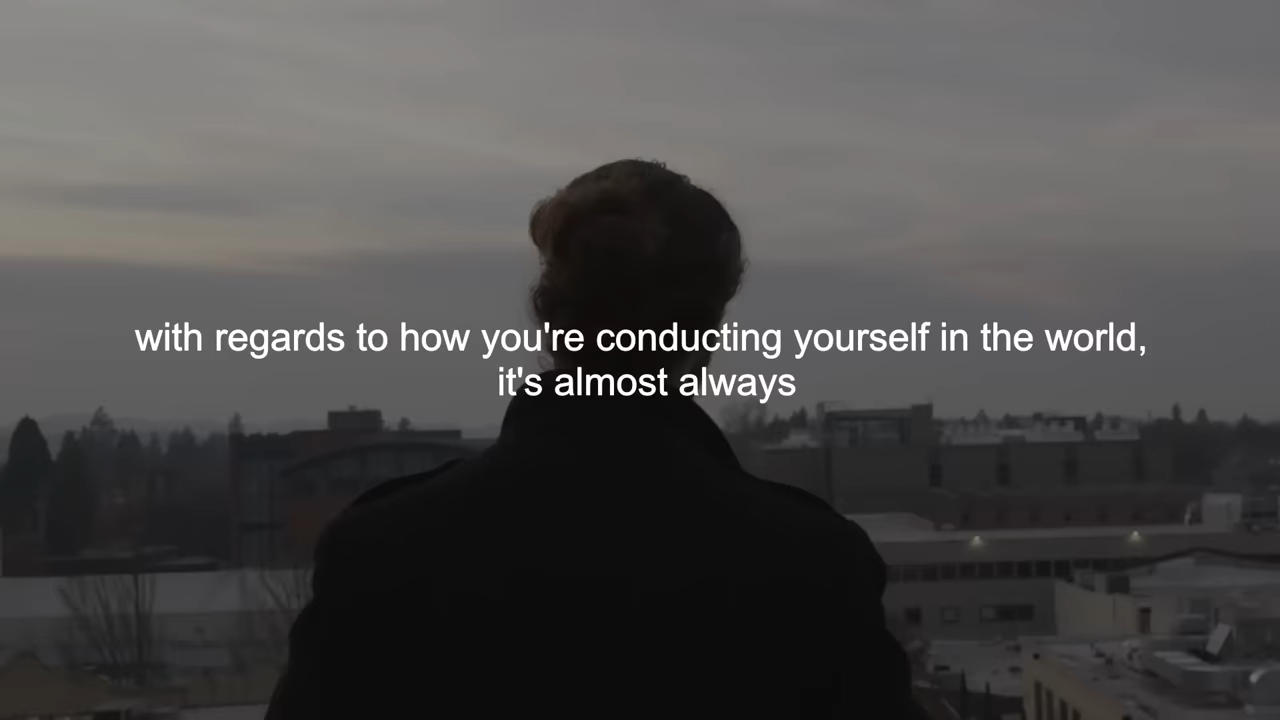 with regards to how you're conducting yourself in the world,
it's almost always